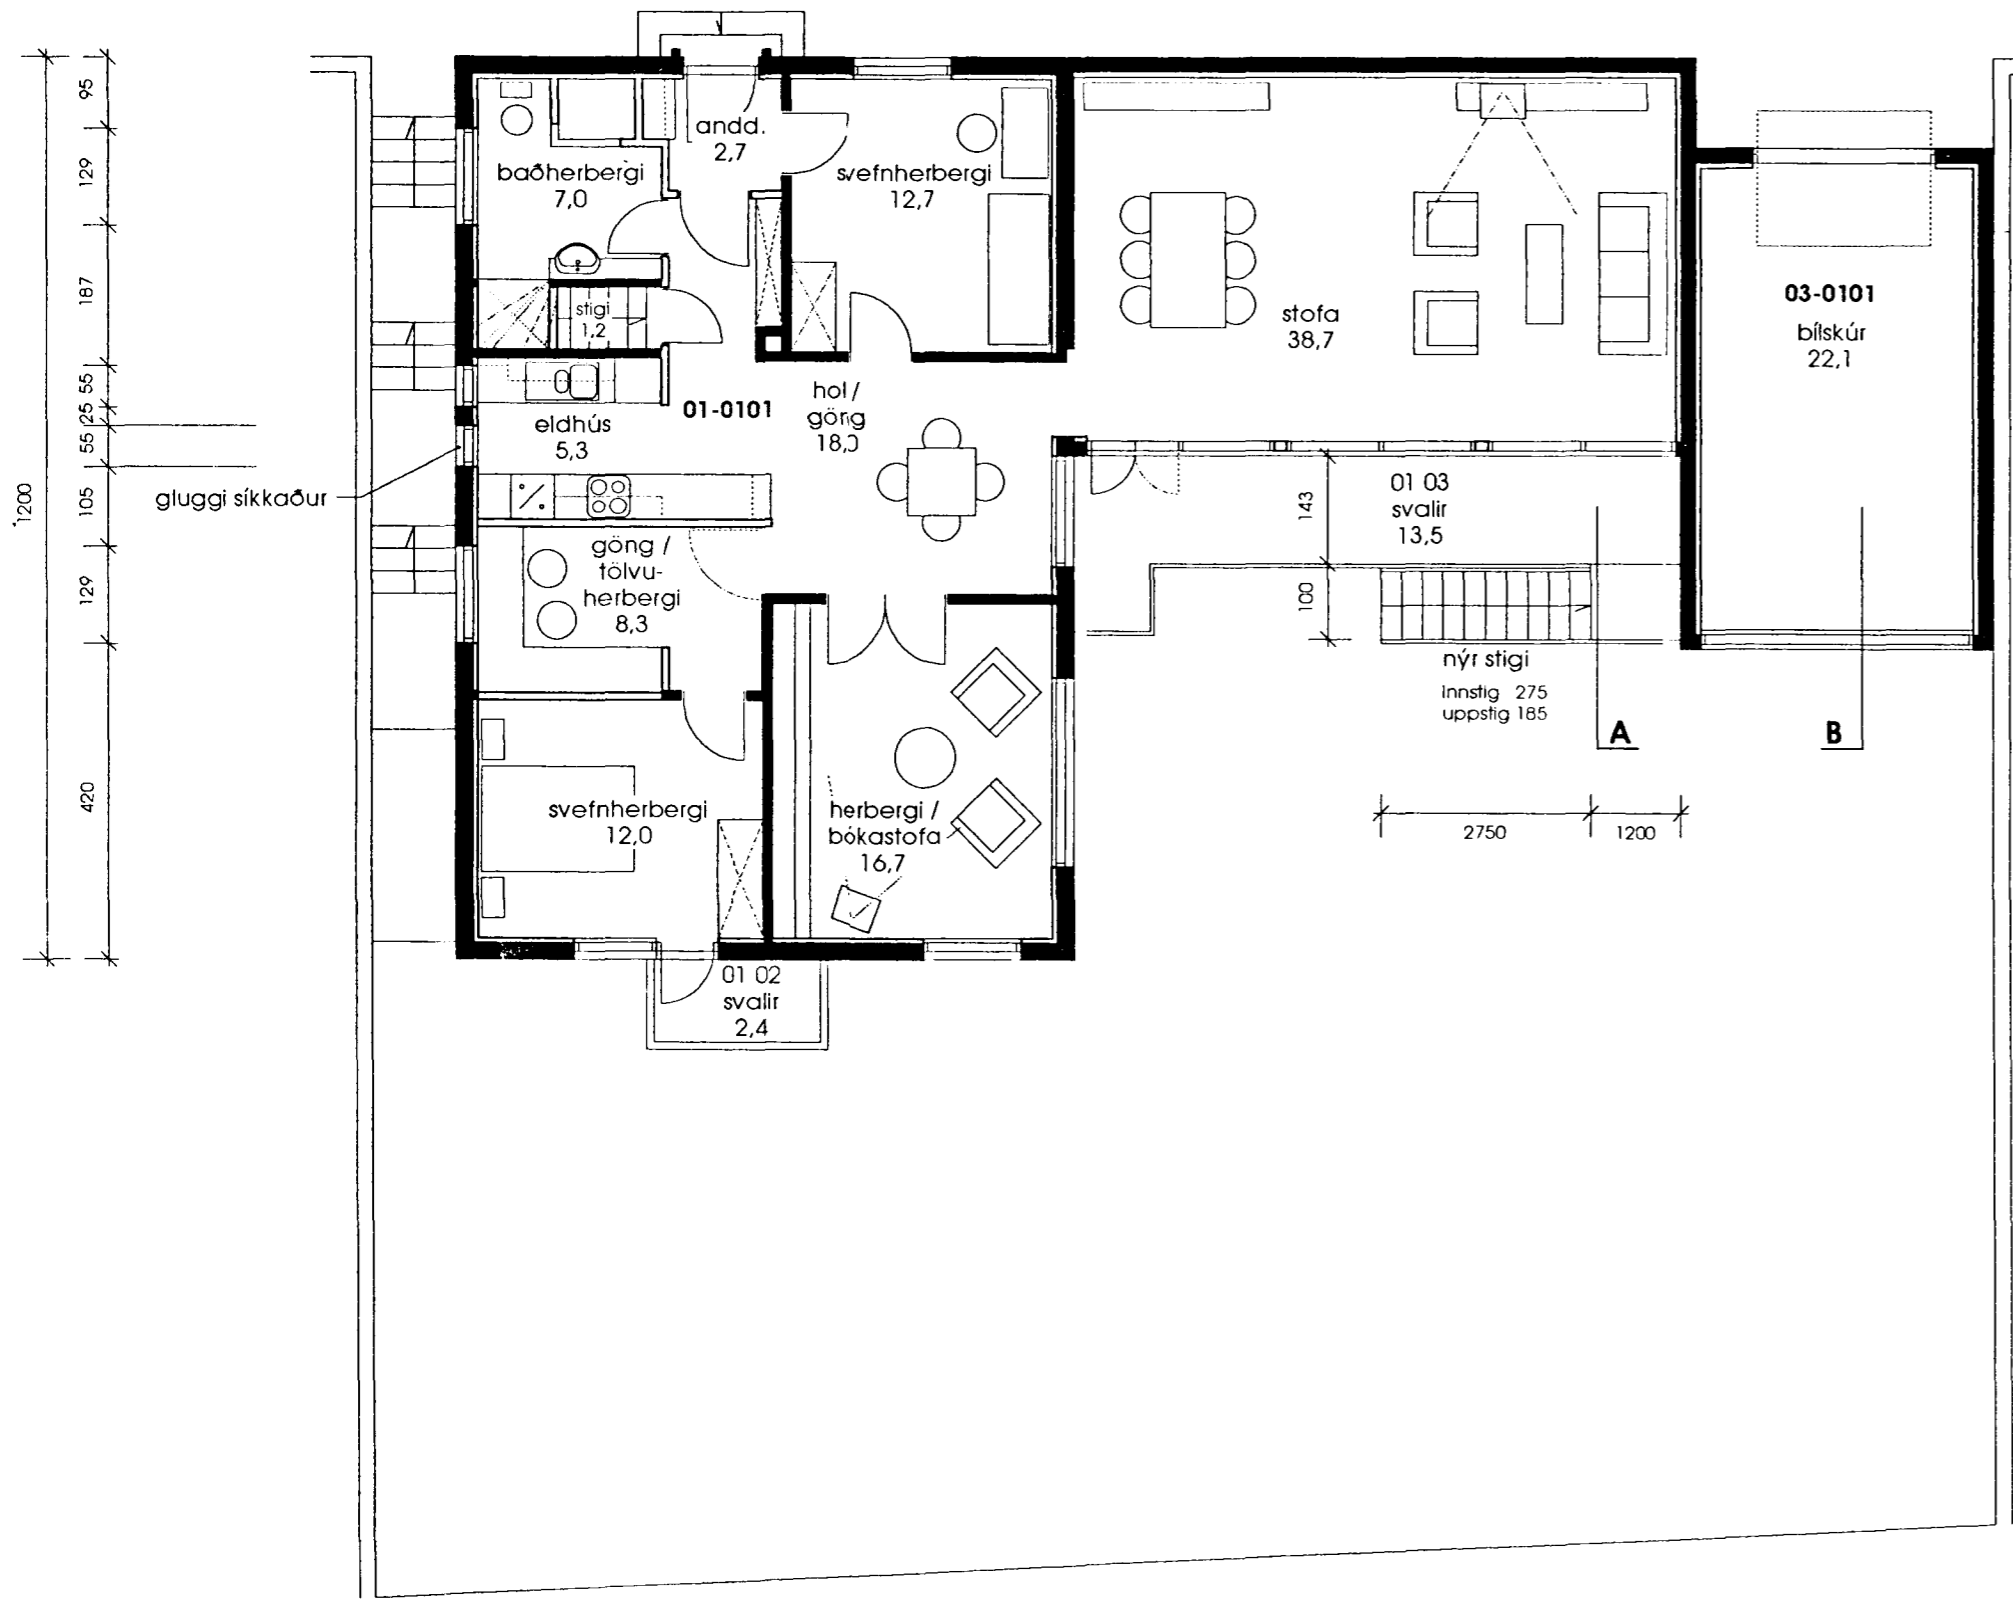 andd.
2,7
baðherbergi
7,0
svefnherbergi
12,7
stigi
1,2
stofa
38,7
03-0101
bílskúr
22,1
eldhús
5,3
01-0101
hol /
göng
18,0
gluggi síkkaður
göng /
tölvu-
herbergi
8,3
01 03
svalir
13,5
nýr stigi
Innstig 275
uppstig 185
A
B
svefnherbergi
12,0
herbergi /
bókastofa
16,7
01 02
svalir
2,4
1200
95
129
187
55
25
55
105
129
420
143
100
2750
1200